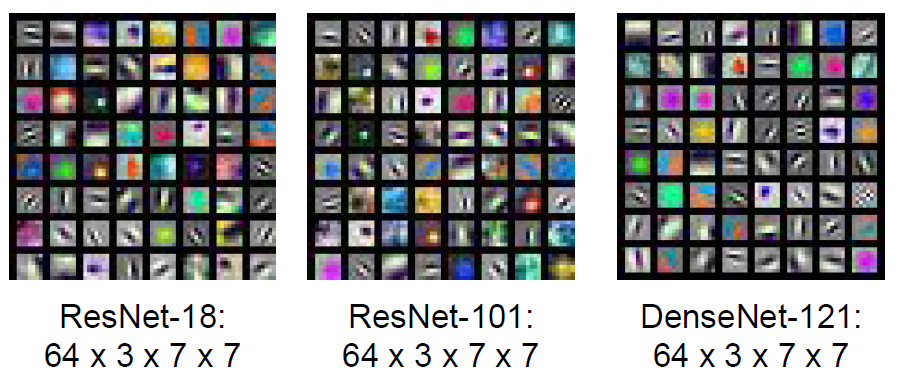 ResNet-18:
64 x 3 x 7 x 7
ResNet-101:
64 x 3 x 7 x 7
DenseNet-121:
64 x 3 x 7 x 7